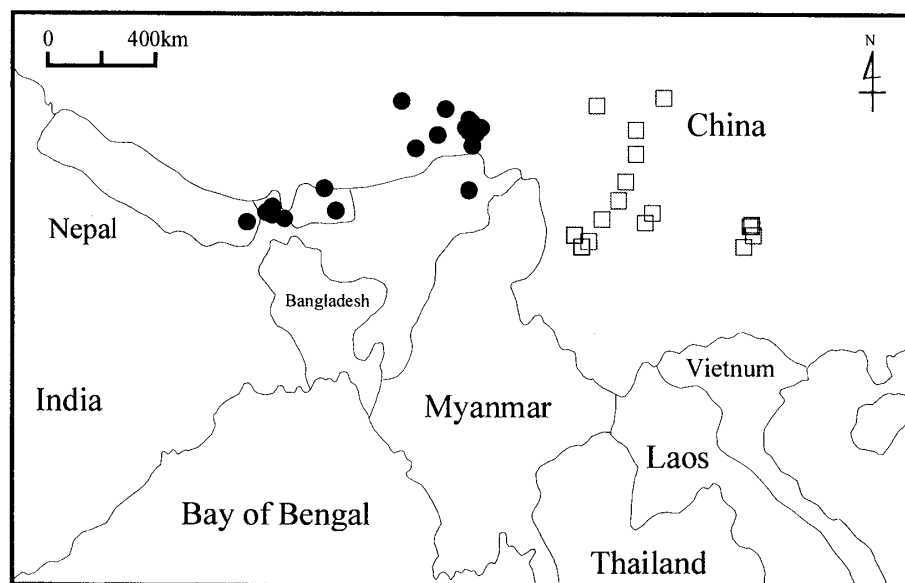 0 400km
N
China
Nepal
Bangladesh
Vietnum
India
Myanmar
Laos
Bay of Bengal
Thailand